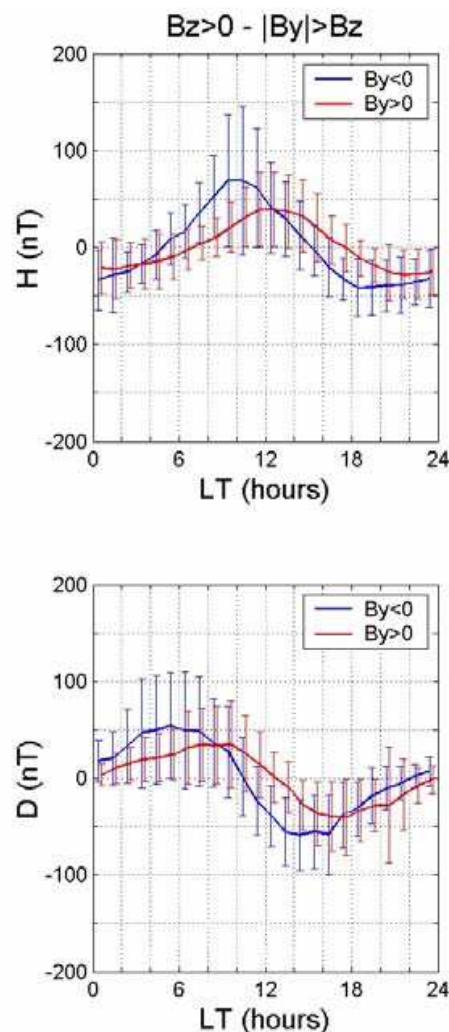 Bz>0 - |By|>Bz
200
By<0
By>0
100
H (nT)
0
-100
-200
0 6 12 18 24
LT (hours)
200
By<0
By>0
100
D (nT)
0
-100
-200
0 6 12 18 24
LT (hours)